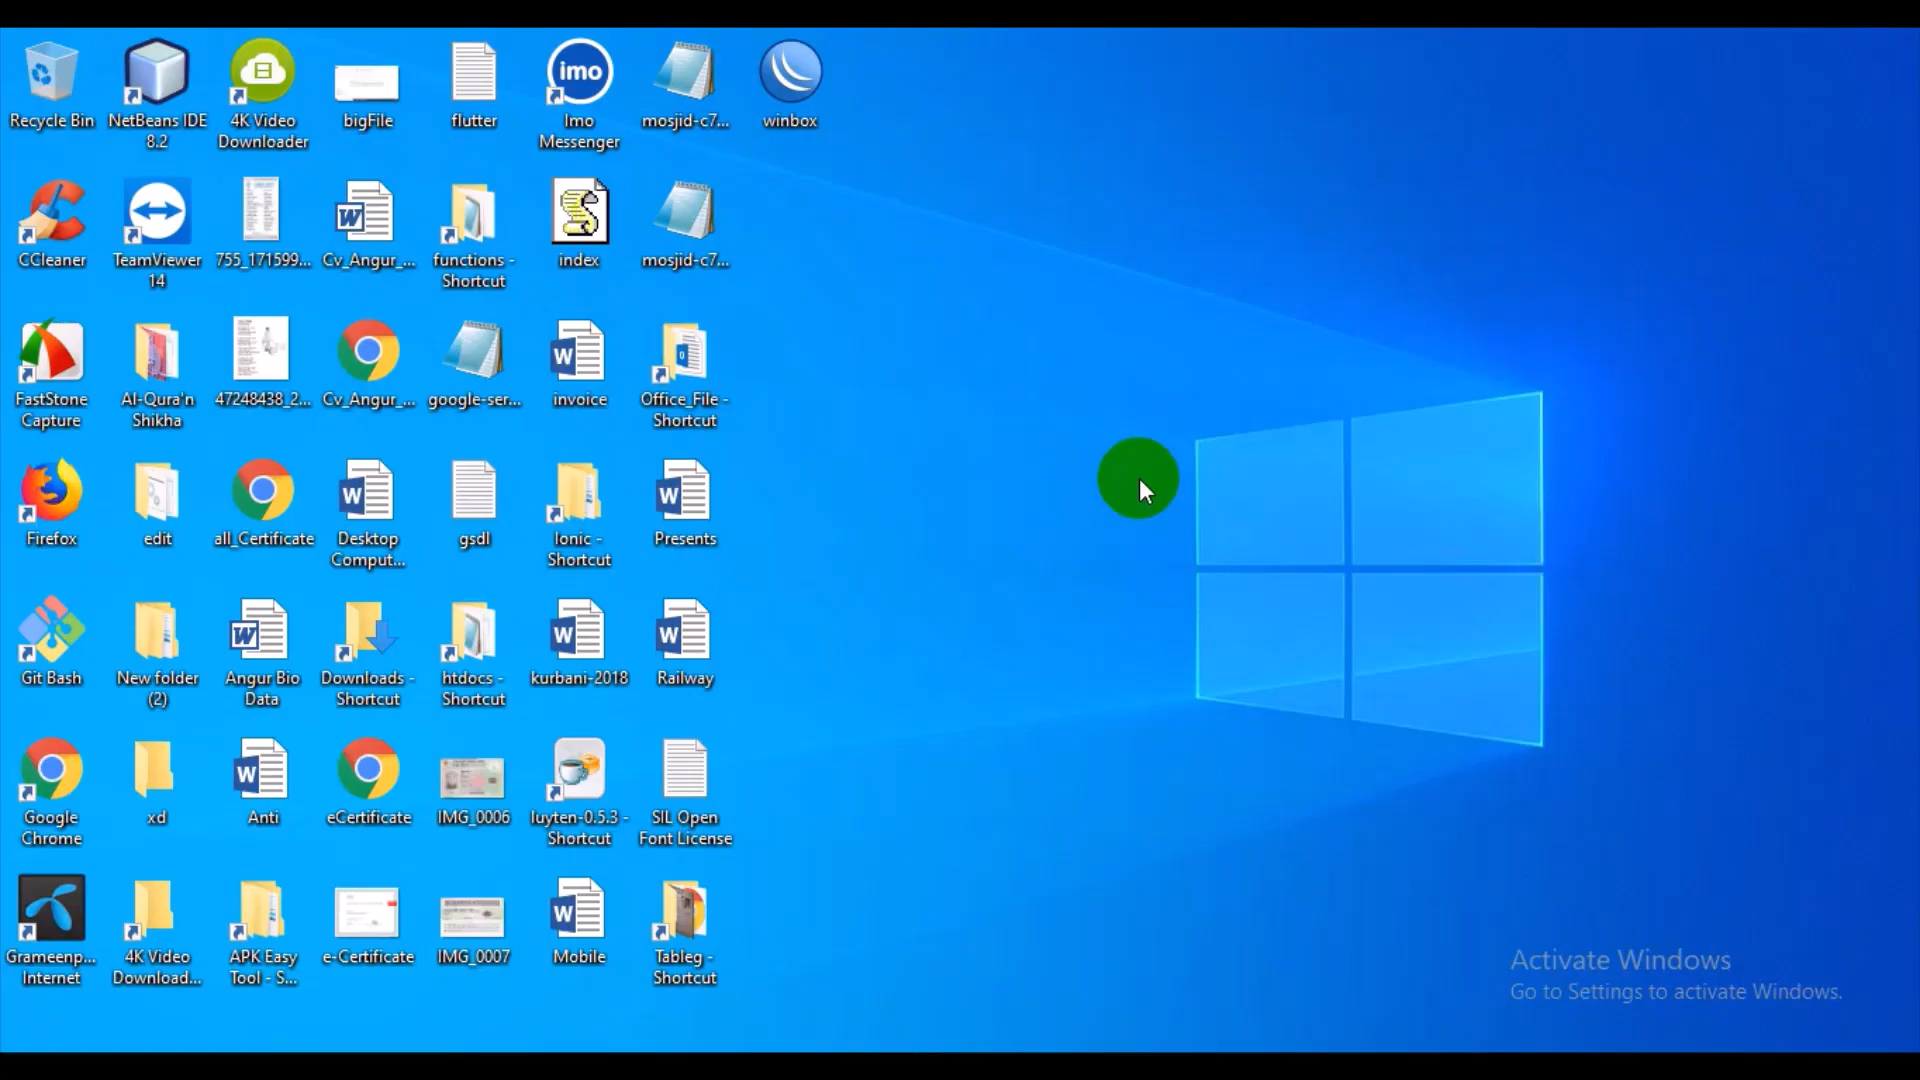 Recycle Bin
NetBeans IDE
8.2
4K Video
Downloader
bigFile
flutter
imo
Imo
Messenger
mosjid-c7...
winbox
CCleaner
TeamViewer
14
755_171599...
Cv_Angur_...
functions -
Shortcut
index
mosjid-c7...
FastStone
Capture
Al-Qura'n
Shikha
47248438_2...
Cv_Angur_...
google-ser...
invoice
Office_File -
Shortcut
Firefox
edit
all_Certificate
Desktop
Comput...
gsdl
Ionic -
Shortcut
Presents
Git Bash
New folder
(2)
Angur Bio
Data
Downloads -
Shortcut
htdocs -
Shortcut
kurbani-2018
Railway
Google
Chrome
xd
Anti
eCertificate
IMG_0006
luyten-0.5.3 -
Shortcut
SIL Open
Font License
Grameenp...
Internet
4K Video
Download...
APK Easy
Tool - S...
e-Certificate
IMG_0007
Mobile
Tableg -
Shortcut
Activate Windows
Go to Settings to activate Windows.